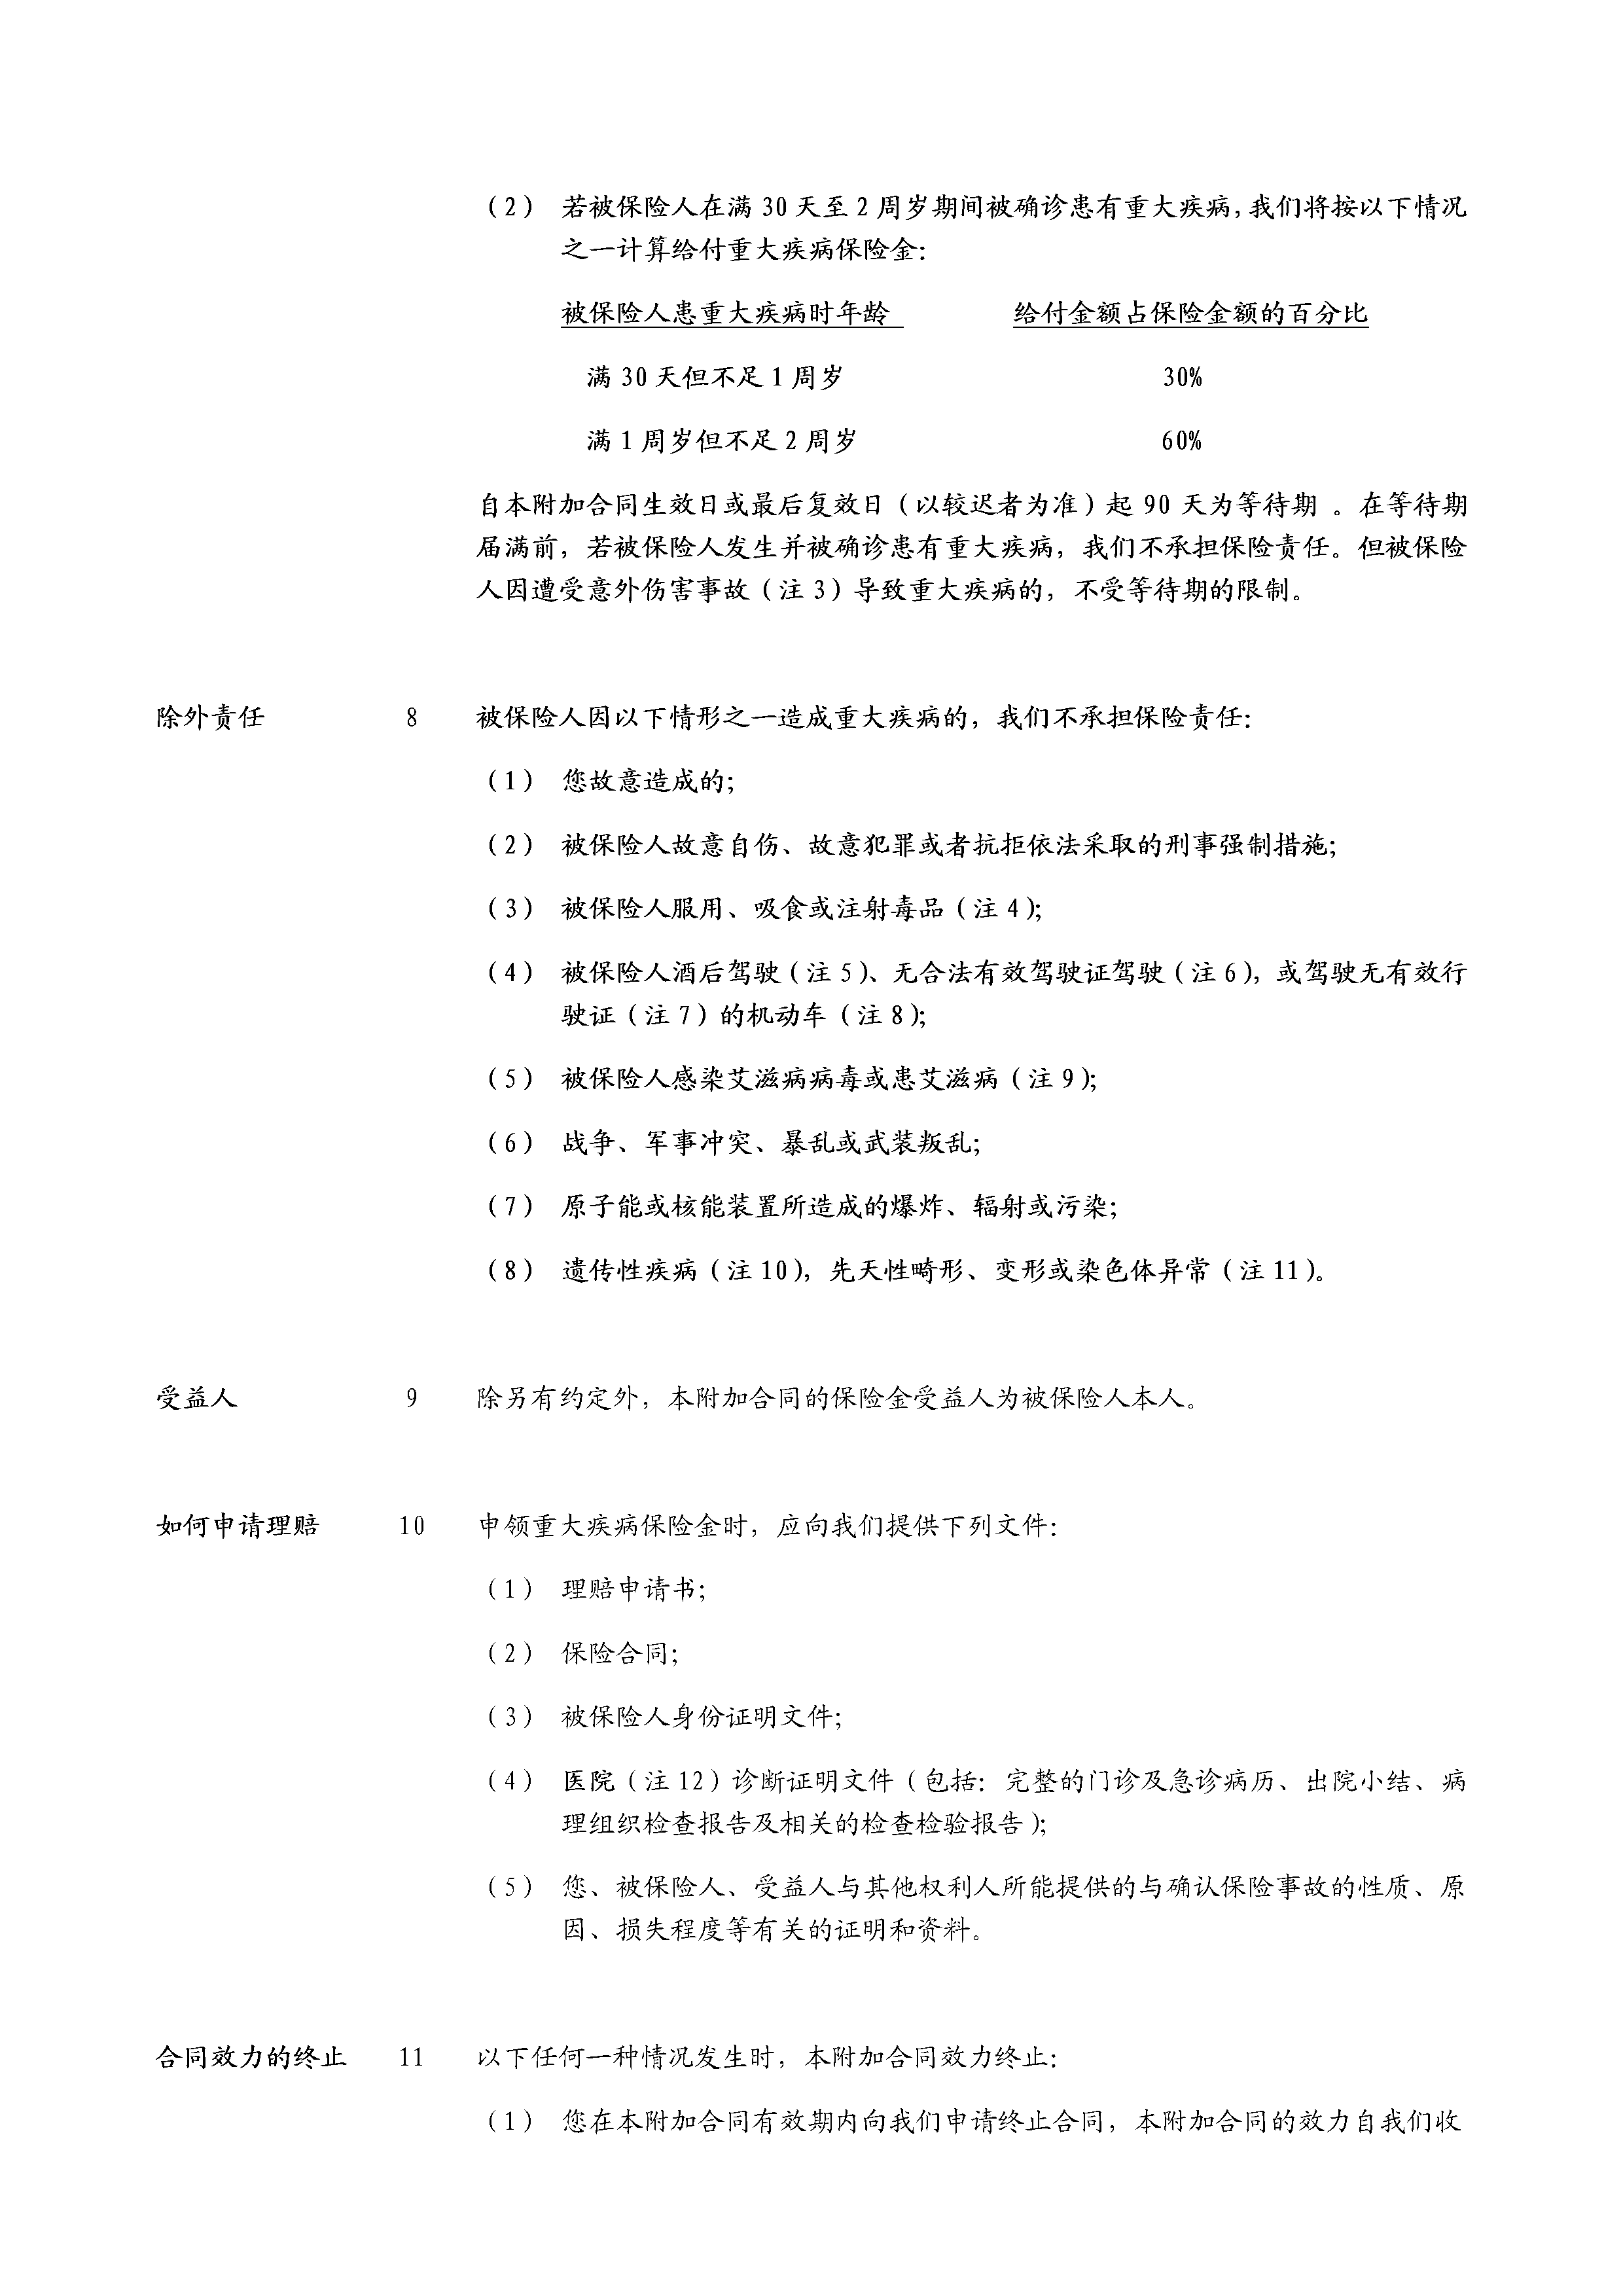 （2） 若被保险人在满 30 天至 2 周岁期间被确诊患有重大疾病，我们将按以下情况
之一计算给付重大疾病保险金：
被保险人患重大疾病时年龄 给付金额占保险金额的百分比
满 30 天但不足 1 周岁 30%
满 1 周岁但不足 2 周岁 60%
自本附加合同生效日或最后复效日（以较迟者为准）起 90 天为等待期 。在等待期
届满前，若被保险人发生并被确诊患有重大疾病，我们不承担保险责任。但被保险
人因遭受意外伤害事故（注 3）导致重大疾病的，不受等待期的限制。
除外责任 8 被保险人因以下情形之一造成重大疾病的，我们不承担保险责任：
（1） 您故意造成的；
（2） 被保险人故意自伤、故意犯罪或者抗拒依法采取的刑事强制措施；
（3） 被保险人服用、吸食或注射毒品（注 4）；
（4） 被保险人酒后驾驶（注 5）、无合法有效驾驶证驾驶（注 6），或驾驶无有效行
驶证（注 7）的机动车（注 8）；
（5） 被保险人感染艾滋病病毒或患艾滋病（注 9）；
（6） 战争、军事冲突、暴乱或武装叛乱；
（7） 原子能或核能装置所造成的爆炸、辐射或污染；
（8） 遗传性疾病（注 10），先天性畸形、变形或染色体异常（注 11）。
受益人 9 除另有约定外，本附加合同的保险金受益人为被保险人本人。
如何申请理赔 10 申领重大疾病保险金时，应向我们提供下列文件：
（1） 理赔申请书；
（2） 保险合同；
（3） 被保险人身份证明文件；
（4） 医院（注 12）诊断证明文件（包括：完整的门诊及急诊病历、出院小结、病
理组织检查报告及相关的检查检验报告）；
（5） 您、被保险人、受益人与其他权利人所能提供的与确认保险事故的性质、原
因、损失程度等有关的证明和资料。
合同效力的终止 11 以下任何一种情况发生时，本附加合同效力终止：
（1） 您在本附加合同有效期内向我们申请终止合同，本附加合同的效力自我们收